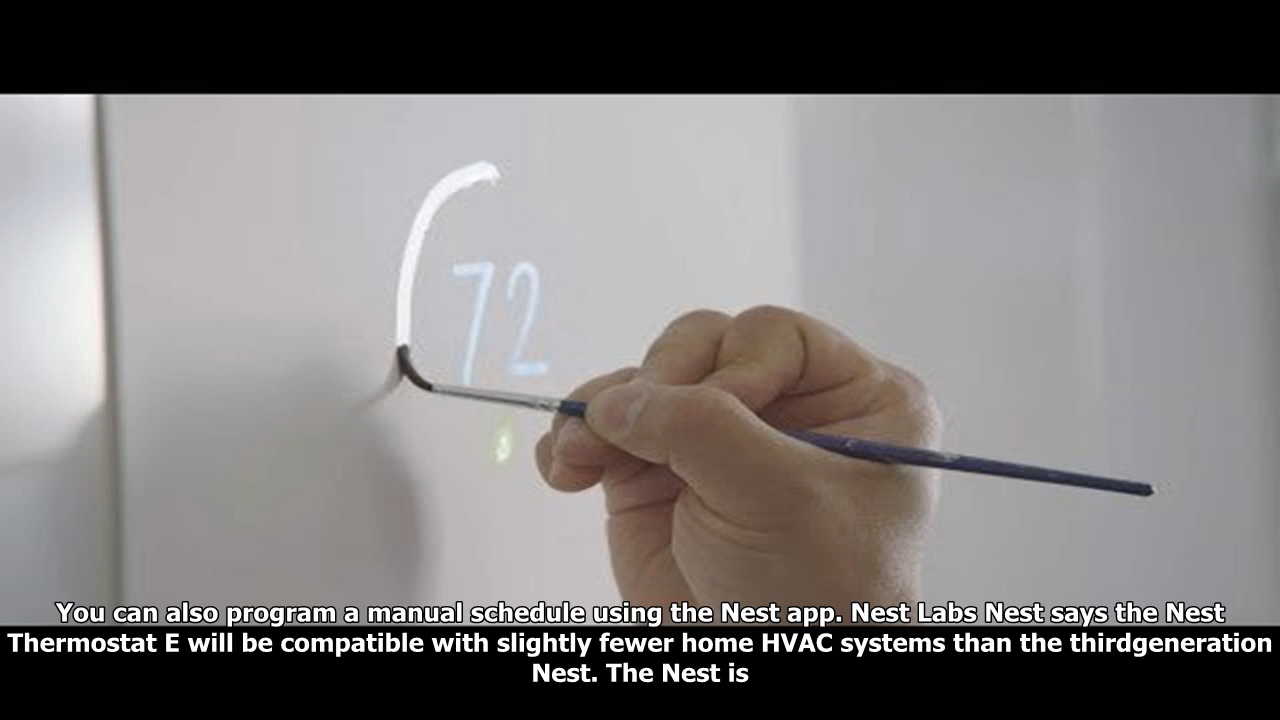 72
You can also program a manual schedule using the Nest app. Nest Labs Nest says the Nest
Thermostat E will be compatible with slightly fewer home HVAC systems than the thirdgeneration
Nest. The Nest is